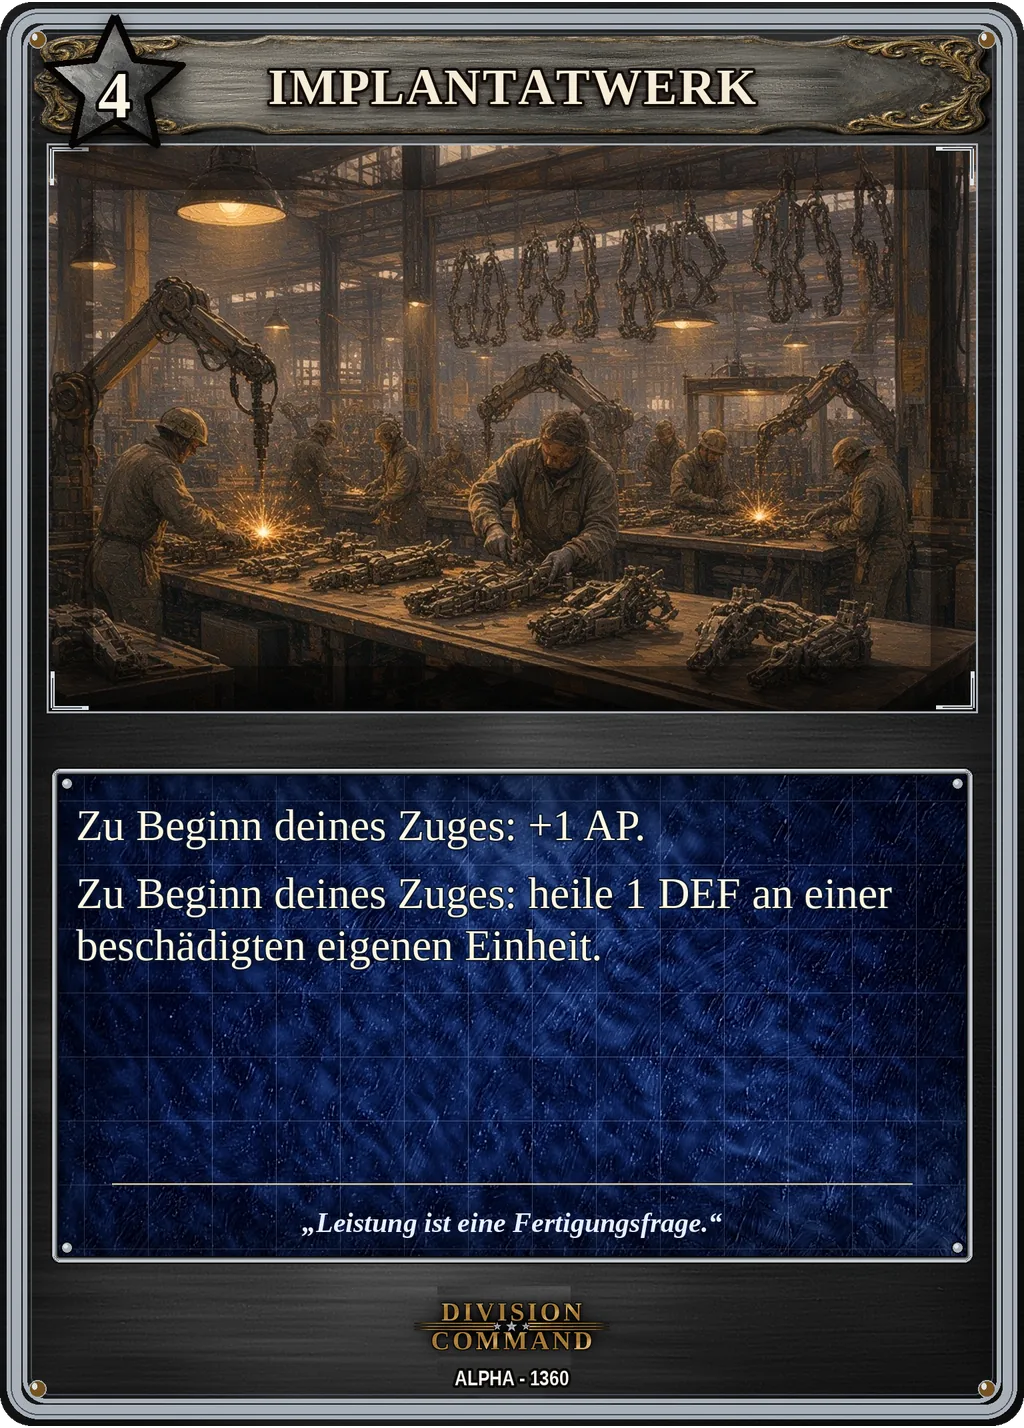 4
IMPLANTATWERK
Zu Beginn deines Zuges: +1 AP.
Zu Beginn deines Zuges: heile 1 DEF an einer
beschädigten eigenen Einheit.
„Leistung ist eine Fertigungsfrage.“
DIVISION
COMMAND
ALPHA - 1360